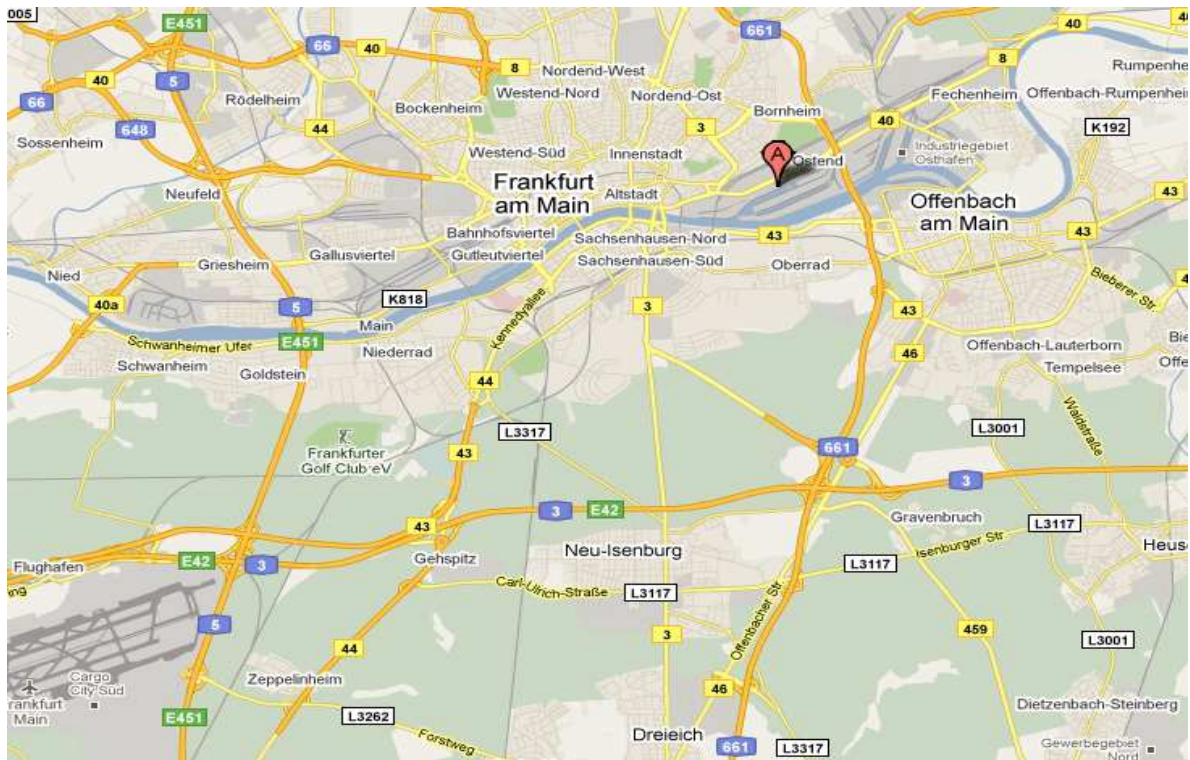 005
E451
66
40
8
661
40
40
5
Nordend-West
8
Rumpenhe
66
Rödelheim
Westend-Nord
Nordend-Ost
Fechenheim
Offenbach-Rumpenhei
Bockenheim
Bornheim
648
44
3
40
K192
Sossenheim
Westend-Süd
Innenstadt
A
Ostend
Industriegebiet
Osthafen
Neufeld
Frankfurt
am Main
Altstadt
Offenbach
am Main
43
Bahnhofsviertel
Sachsenhausen-Nord
43
43
Nied
Griesheim
Gallusviertel
Gutleutviertel
Sachsenhausen-Süd
Oberrad
Bieberer Str.
40a
5
K818
3
43
Main
Kennedyallee
Schwanheimer Ufer
E451
Niederrad
46
Offenbach-Lauterborn
Schwanheim
Goldstein
44
Tempelsee
Offe
Waldstraße
L3317
L3001
Frankfurter
Golf Club eV
43
661
3
3
E42
43
Gravenbruch
L3117
Flughafen
E42
3
Gehspitz
Neu-Isenburg
Isenburger Str
Heuse
L3117
Carl-Ulrich-Straße
L3117
5
3
Offenbacher Str
459
44
L3001
Cargo
City Süd
Zeppelinheim
46
rankfurt
Main
E451
L3262
Dietzenbach-Steinberg
Forstweg
Dreieich
661
L3317
Gewerbegebiet
Nord